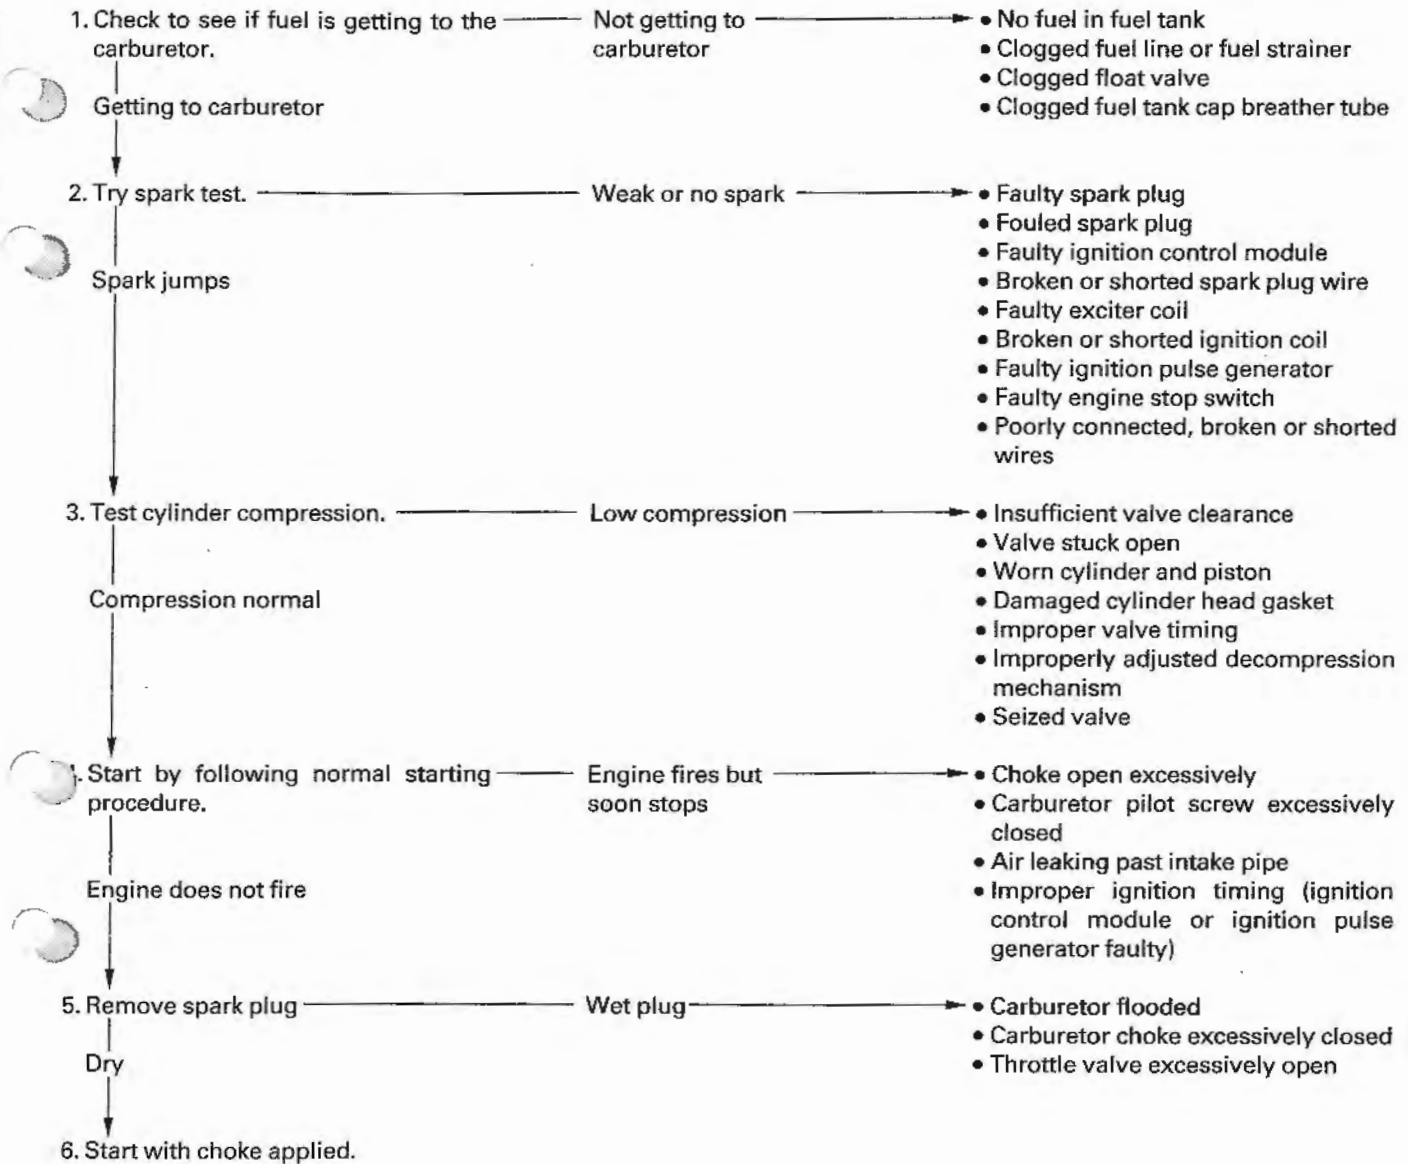 1. Check to see if fuel is getting to the carburetor.
Not getting to carburetor
• No fuel in fuel tank
• Clogged fuel line or fuel strainer
• Clogged float valve
• Clogged fuel tank cap breather tube
Getting to carburetor
2. Try spark test.
Weak or no spark
• Faulty spark plug
• Fouled spark plug
• Faulty ignition control module
• Broken or shorted spark plug wire
• Faulty exciter coil
• Broken or shorted ignition coil
• Faulty ignition pulse generator
• Faulty engine stop switch
• Poorly connected, broken or shorted
wires
Spark jumps
3. Test cylinder compression.
Low compression
• Insufficient valve clearance
• Valve stuck open
• Worn cylinder and piston
• Damaged cylinder head gasket
• Improper valve timing
• Improperly adjusted decompression
mechanism
• Seized valve
Compression normal
Start by following normal starting
procedure.
Engine fires but
soon stops
• Choke open excessively
• Carburetor pilot screw excessively
closed
• Air leaking past intake pipe
• Improper ignition timing (ignition
control module or ignition pulse
generator faulty)
Engine does not fire
5. Remove spark plug
Wet plug
• Carburetor flooded
• Carburetor choke excessively closed
• Throttle valve excessively open
Dry
6. Start with choke applied.